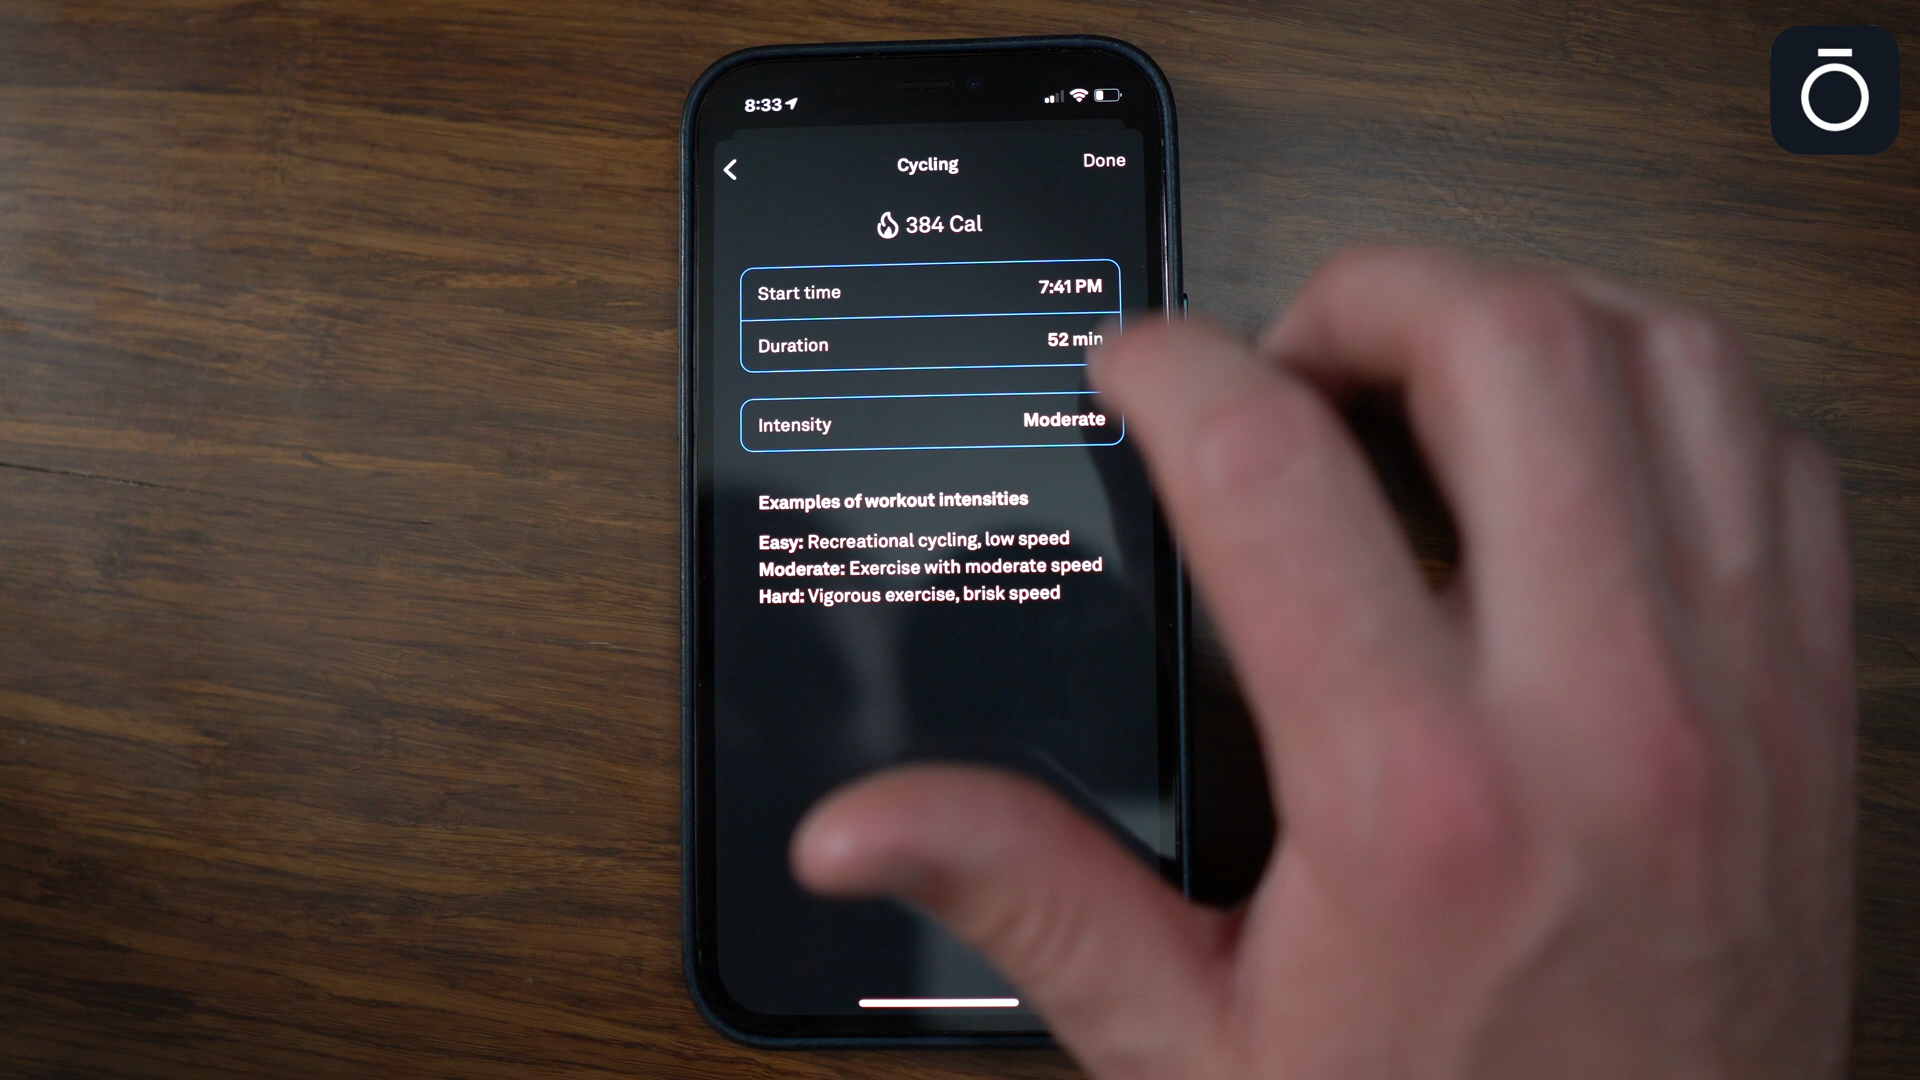 8:33
Cycling
Done
384 Cal
Start time 7:41 PM
Duration 52 min
Intensity Moderate
Examples of workout intensities
Easy: Recreational cycling, low speed
Moderate: Exercise with moderate speed
Hard: Vigorous exercise, brisk speed